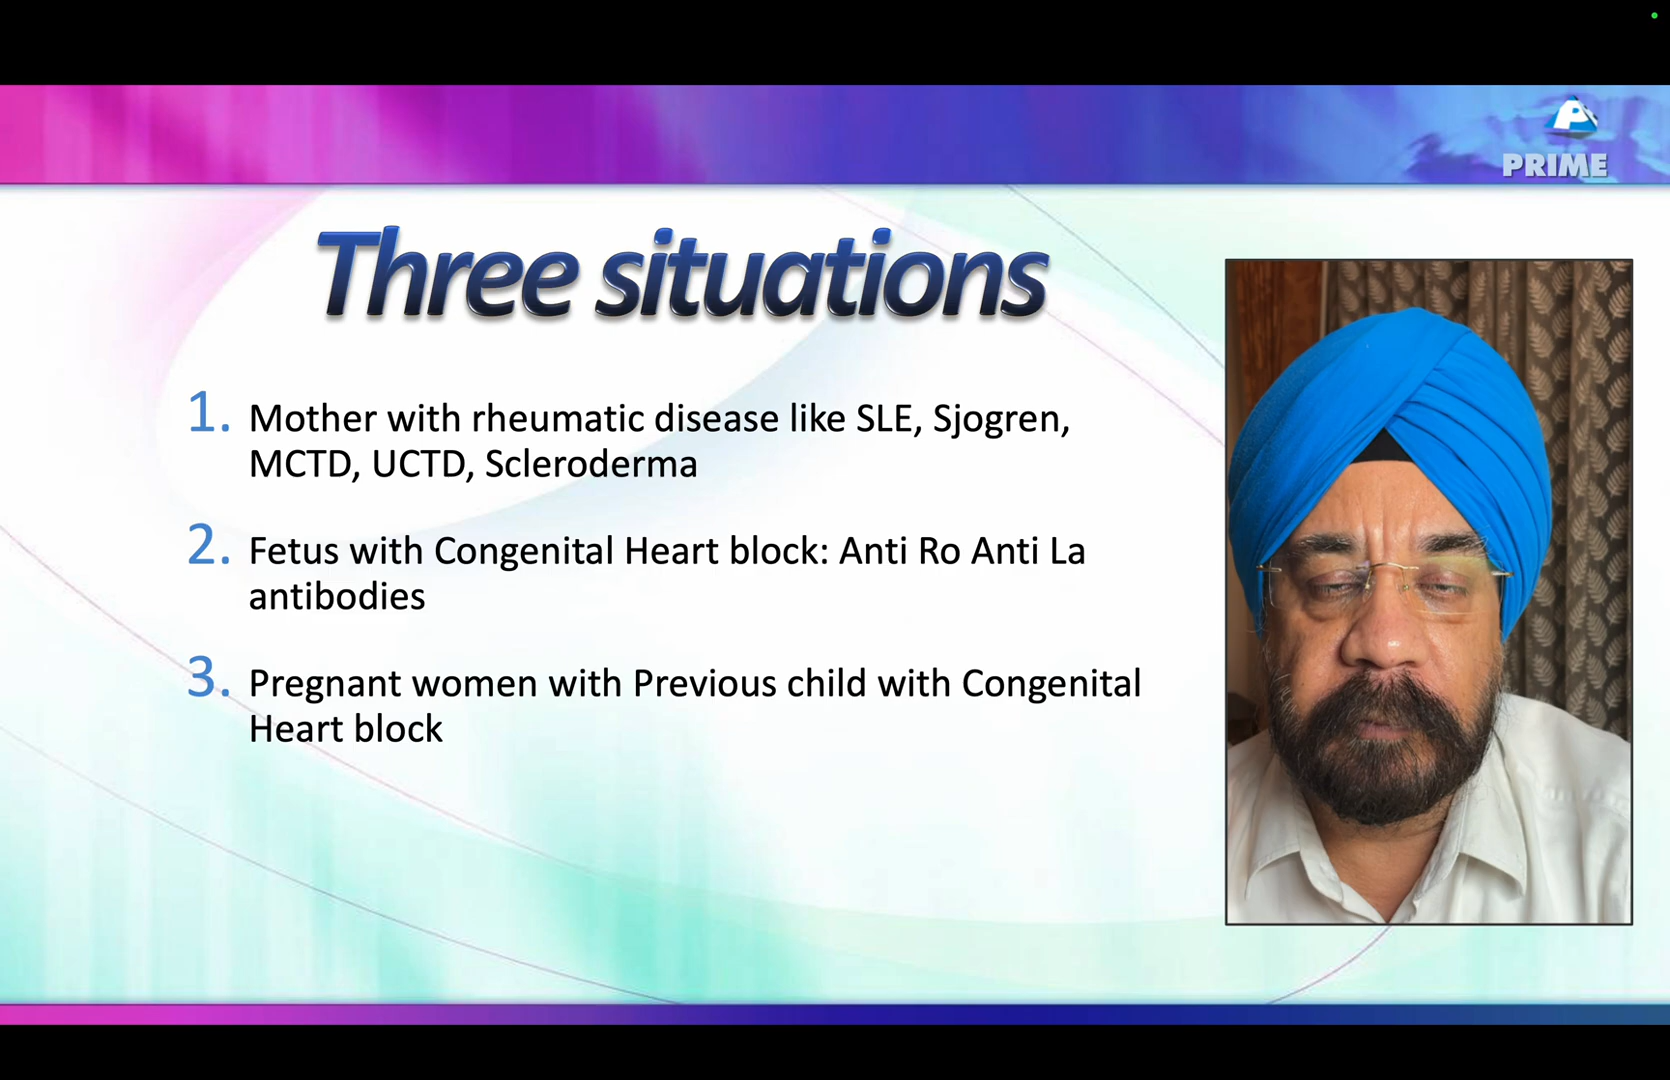 PRIME
Three situations
1. Mother with rheumatic disease like SLE, Sjogren,
MCTD, UCTD, Scleroderma
2. Fetus with Congenital Heart block: Anti Ro Anti La
antibodies
3. Pregnant women with Previous child with Congenital
Heart block